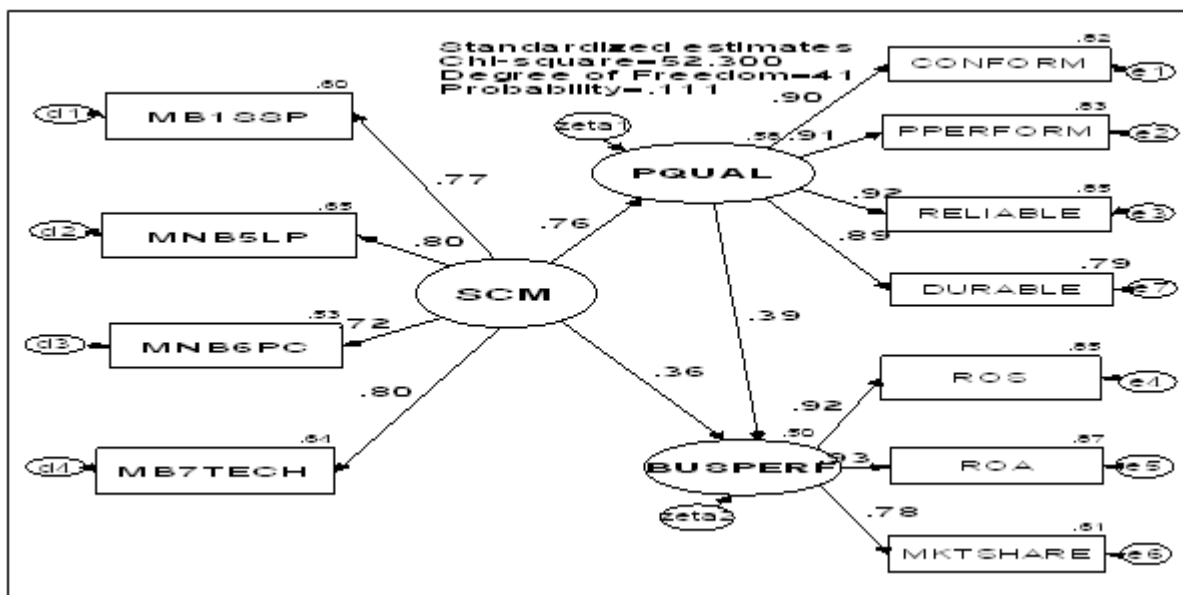 Standardized estimates
Chi-square=52.300
Degree of Freedom=41
Probability=.111
d1
MB1SSP
.60
.77
d2
MNB5LP
.65
.80
d3
MNB6PC
.53
.72
d4
MB7TECH
.64
.80
SCM
.76
.36
zeta1
.58
PQUAL
.39
.90
.82
CONFORM
e1
.91
.83
PPERFORM
e2
.92
.85
RELIABLE
e3
.89
.79
DURABLE
e7
.50
BUSPERF
.92
.85
ROS
e4
.93
.87
ROA
e5
.78
.61
MKTSHARE
e6